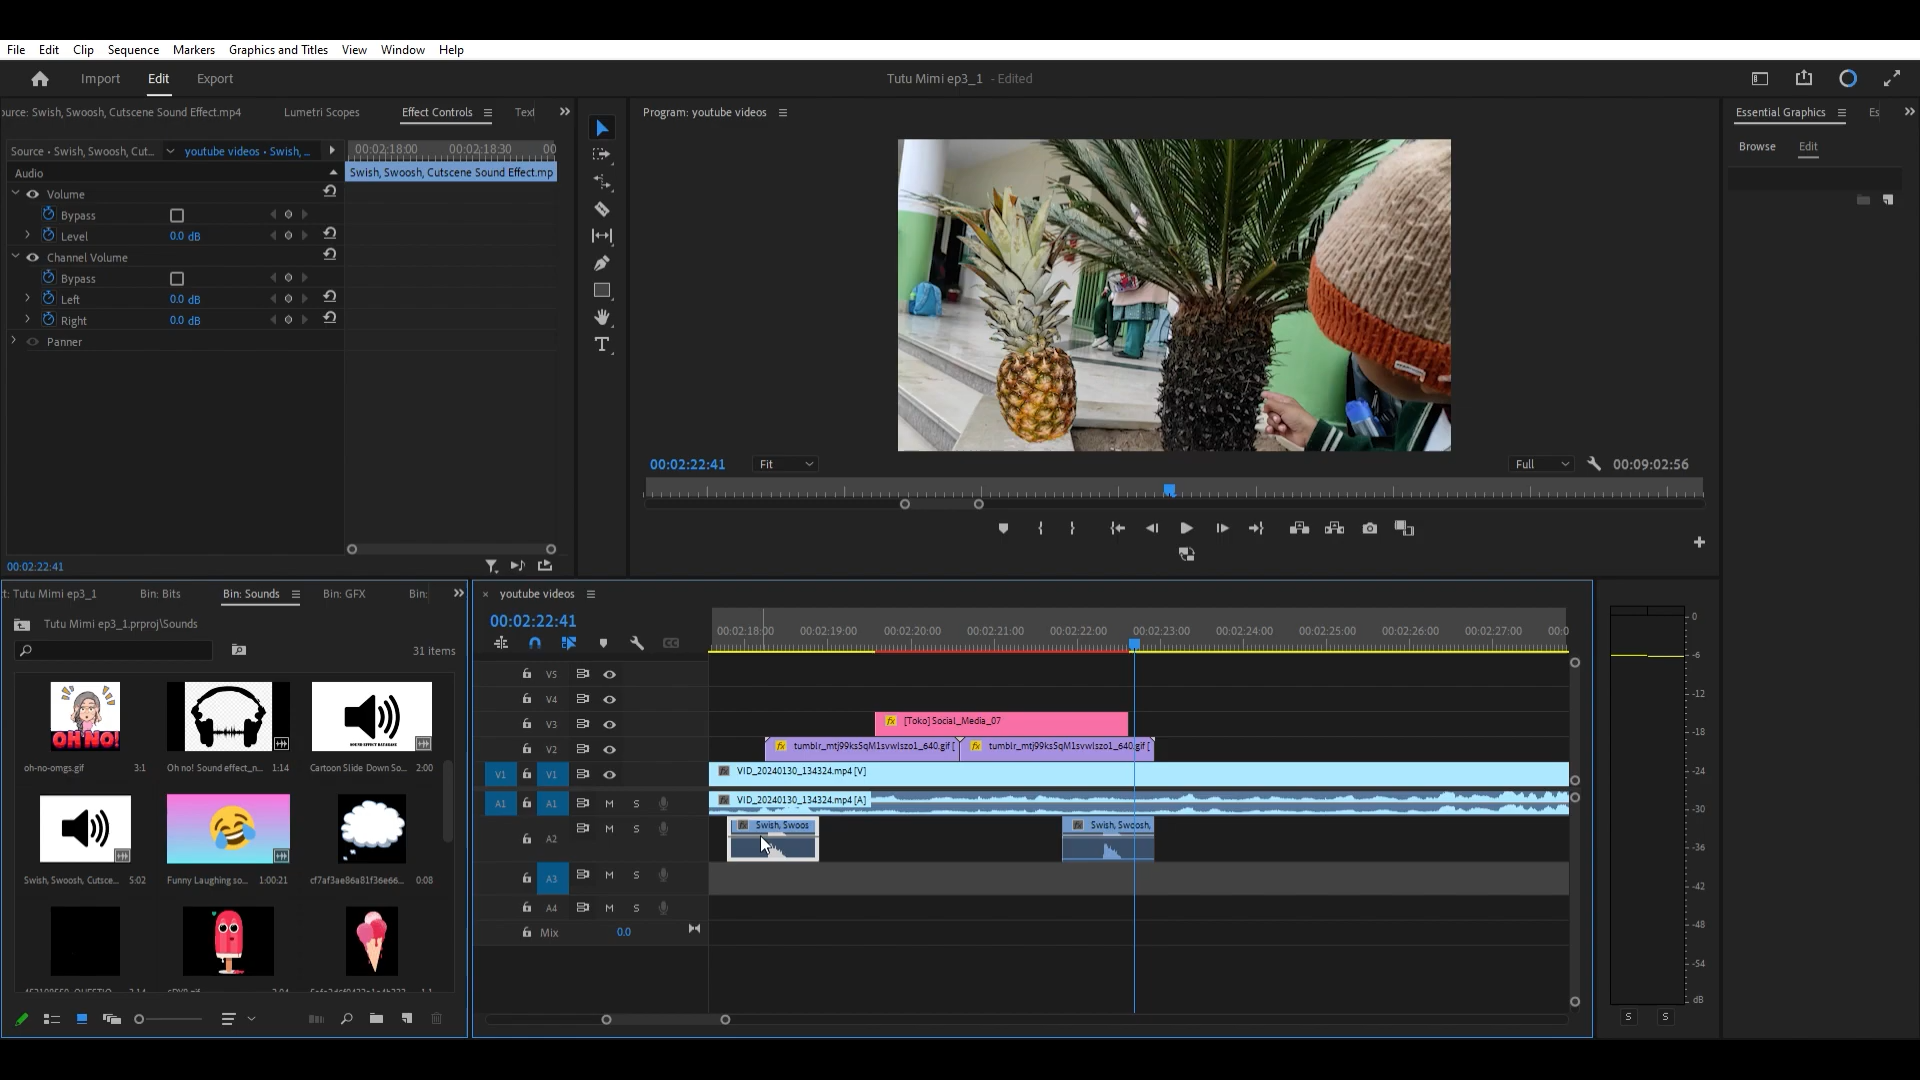 File Edit Clip Sequence Markers Graphics and Titles View Window Help
Import Edit Export
Tutu Mimi ep3_1 - Edited
ource: Swish, Swoosh, Cutscene Sound Effect.mp4 Lumetri Scopes Effect Controls Text
Source • Swish, Swoosh, Cut... youtube videos • Swish, ...
00:02:18:00 00:02:18:30 00
Audio
Swish, Swoosh, Cutscene Sound Effect.mp
Volume
Bypass
Level 0.0 dB
Channel Volume
Bypass
Left 0.0 dB
Right 0.0 dB
Panner
00:02:22:41
Program: youtube videos
00:02:22:41 Fit Full 00:09:02:56
Essential Graphics Es
Browse Edit
t: Tutu Mimi ep3_1 Bin: Bits Bin: Sounds Bin: GFX Bin:
Tutu Mimi ep3_1.prproj\Sounds
31 items
OH NO!
SOUND EFFECT DATABASE
oh-no-omgs.gif 3:1 Oh no! Sound effect_n... 1:14 Cartoon Slide Down So... 2:00
Swish, Swoosh, Cutsce... 5:02 Funny Laughing so... 1:00:21 cf7af3ae86a81f36e66... 0:08
youtube videos
00:02:22:41
00:02:18:00 00:02:19:00 00:02:20:00 00:02:21:00 00:02:22:00 00:02:23:00 00:02:24:00 00:02:25:00 00:02:26:00 00:02:27:00 00:0
V5
V4
V3 [Toko] Social_Media_07
V2 tumblr_mtj99ksSqM1svwlszo1_640.gif [ tumblr_mtj99ksSqM1svwlszo1_640.gif [
V1 V1 VID_20240130_134324.mp4 [V]
A1 A1 M S VID_20240130_134324.mp4 [A]
A2 M S Swish, Swoos Swish, Swoosh,
A3 M S
A4 M S
Mix 0.0
0
-6
-12
-18
-24
-30
-36
-42
-48
-54
dB
S S